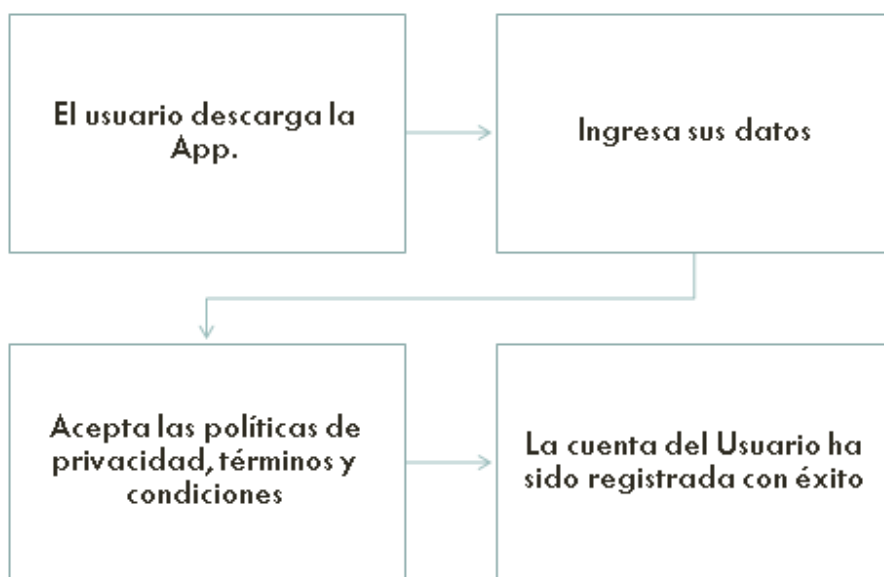 El usuario descarga la
App.
Ingresa sus datos
Acepta las políticas de
privacidad, términos y
condiciones
La cuenta del Usuario ha
sido registrada con éxito